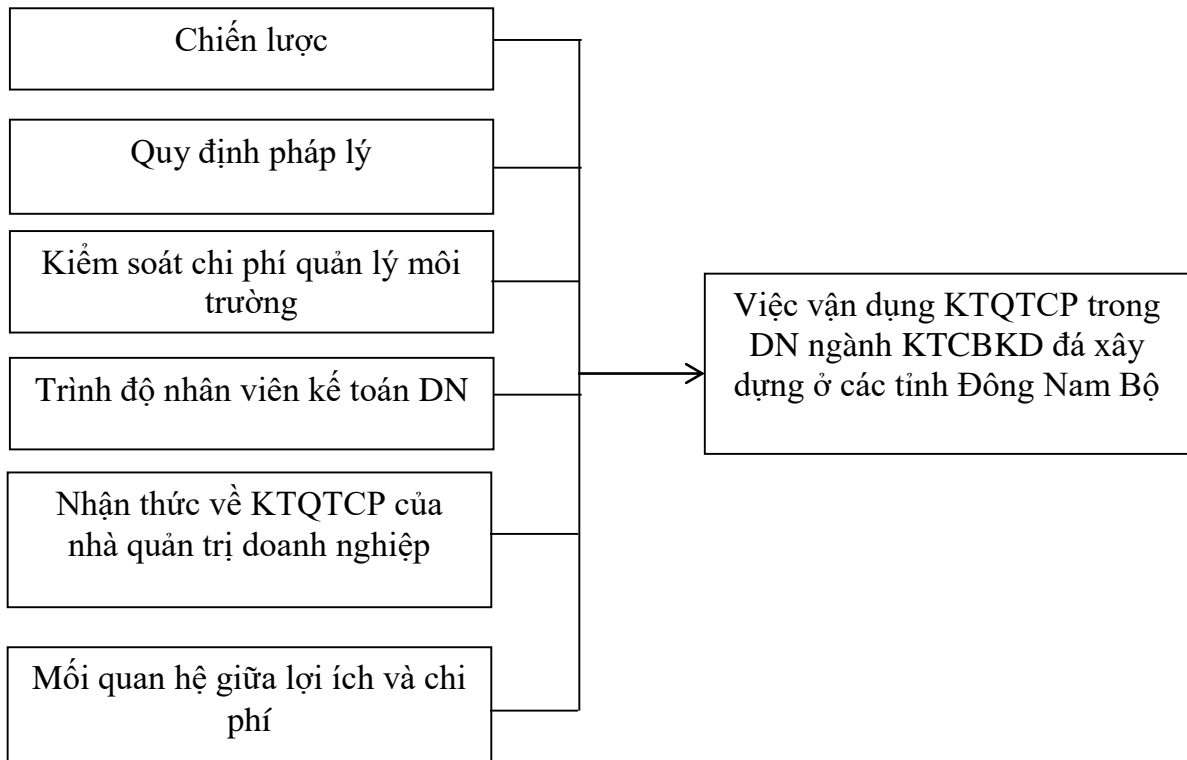 Chiến lược
Quy định pháp lý
Kiểm soát chi phí quản lý môi
trường
Trình độ nhân viên kế toán DN
Nhận thức về KTQTCP của
nhà quản trị doanh nghiệp
Mối quan hệ giữa lợi ích và chi
phí
Việc vận dụng KTQTCP trong
DN ngành KTCBKD đá xây
dựng ở các tỉnh Đông Nam Bộ